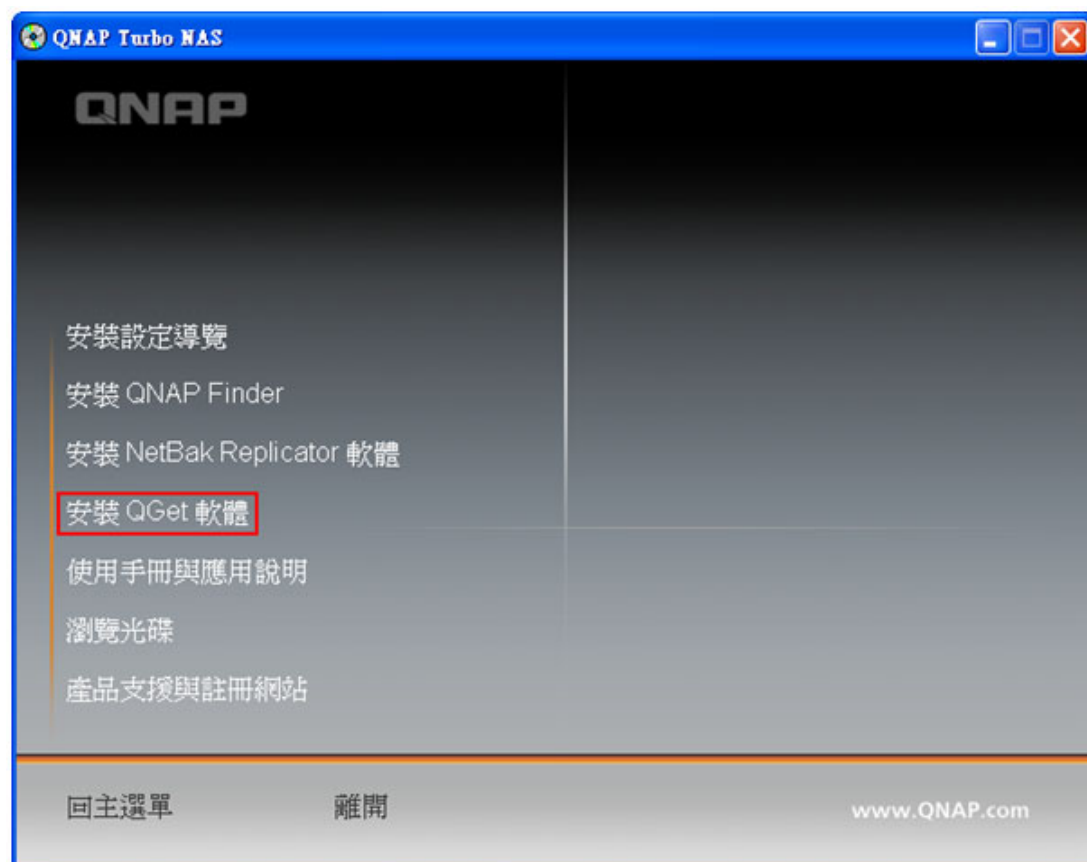 QNAP Turbo NAS
QNAP
安裝設定導覽
安裝 QNAP Finder
安裝 NetBak Replicator 軟體
安裝 QGet 軟體
使用手冊與應用說明
瀏覽光碟
產品支援與註冊網站
回主選單 離開 www.QNAP.com